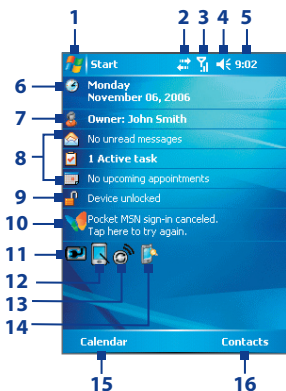 1
2
3
4
5
Start
9:02
6
Monday
November 06, 2006
7
Owner: John Smith
8
No unread messages
1 Active task
No upcoming appointments
9
Device unlocked
10
Pocket MSN sign-in canceled.
Tap here to try again.
11
12
13
14
Calendar
Contacts
15
16